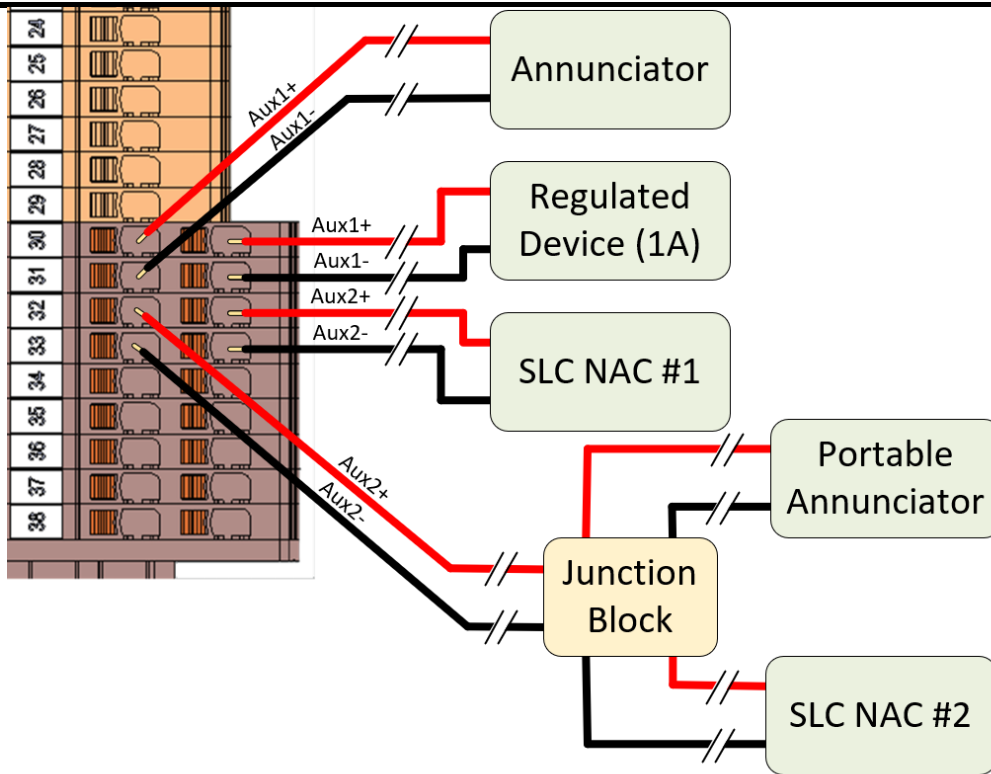 24
25
26
27
28
29
30
31
32
33
34
35
36
37
38
Aux1+
Aux1-
Annunciator
Aux1+
Aux1-
Regulated
Device (1A)
Aux2+
Aux2-
SLC NAC #1
Aux2+
Aux2-
Portable
Annunciator
Junction
Block
SLC NAC #2